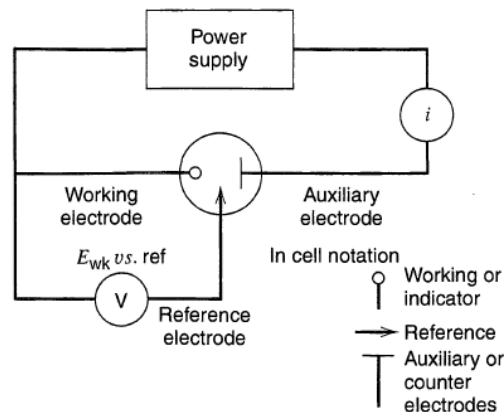 Power
supply
i
Working
electrode
Auxiliary
electrode
E_wk vs. ref
V
Reference
electrode
In cell notation
Working or
indicator
Reference
Auxiliary or
counter
electrodes